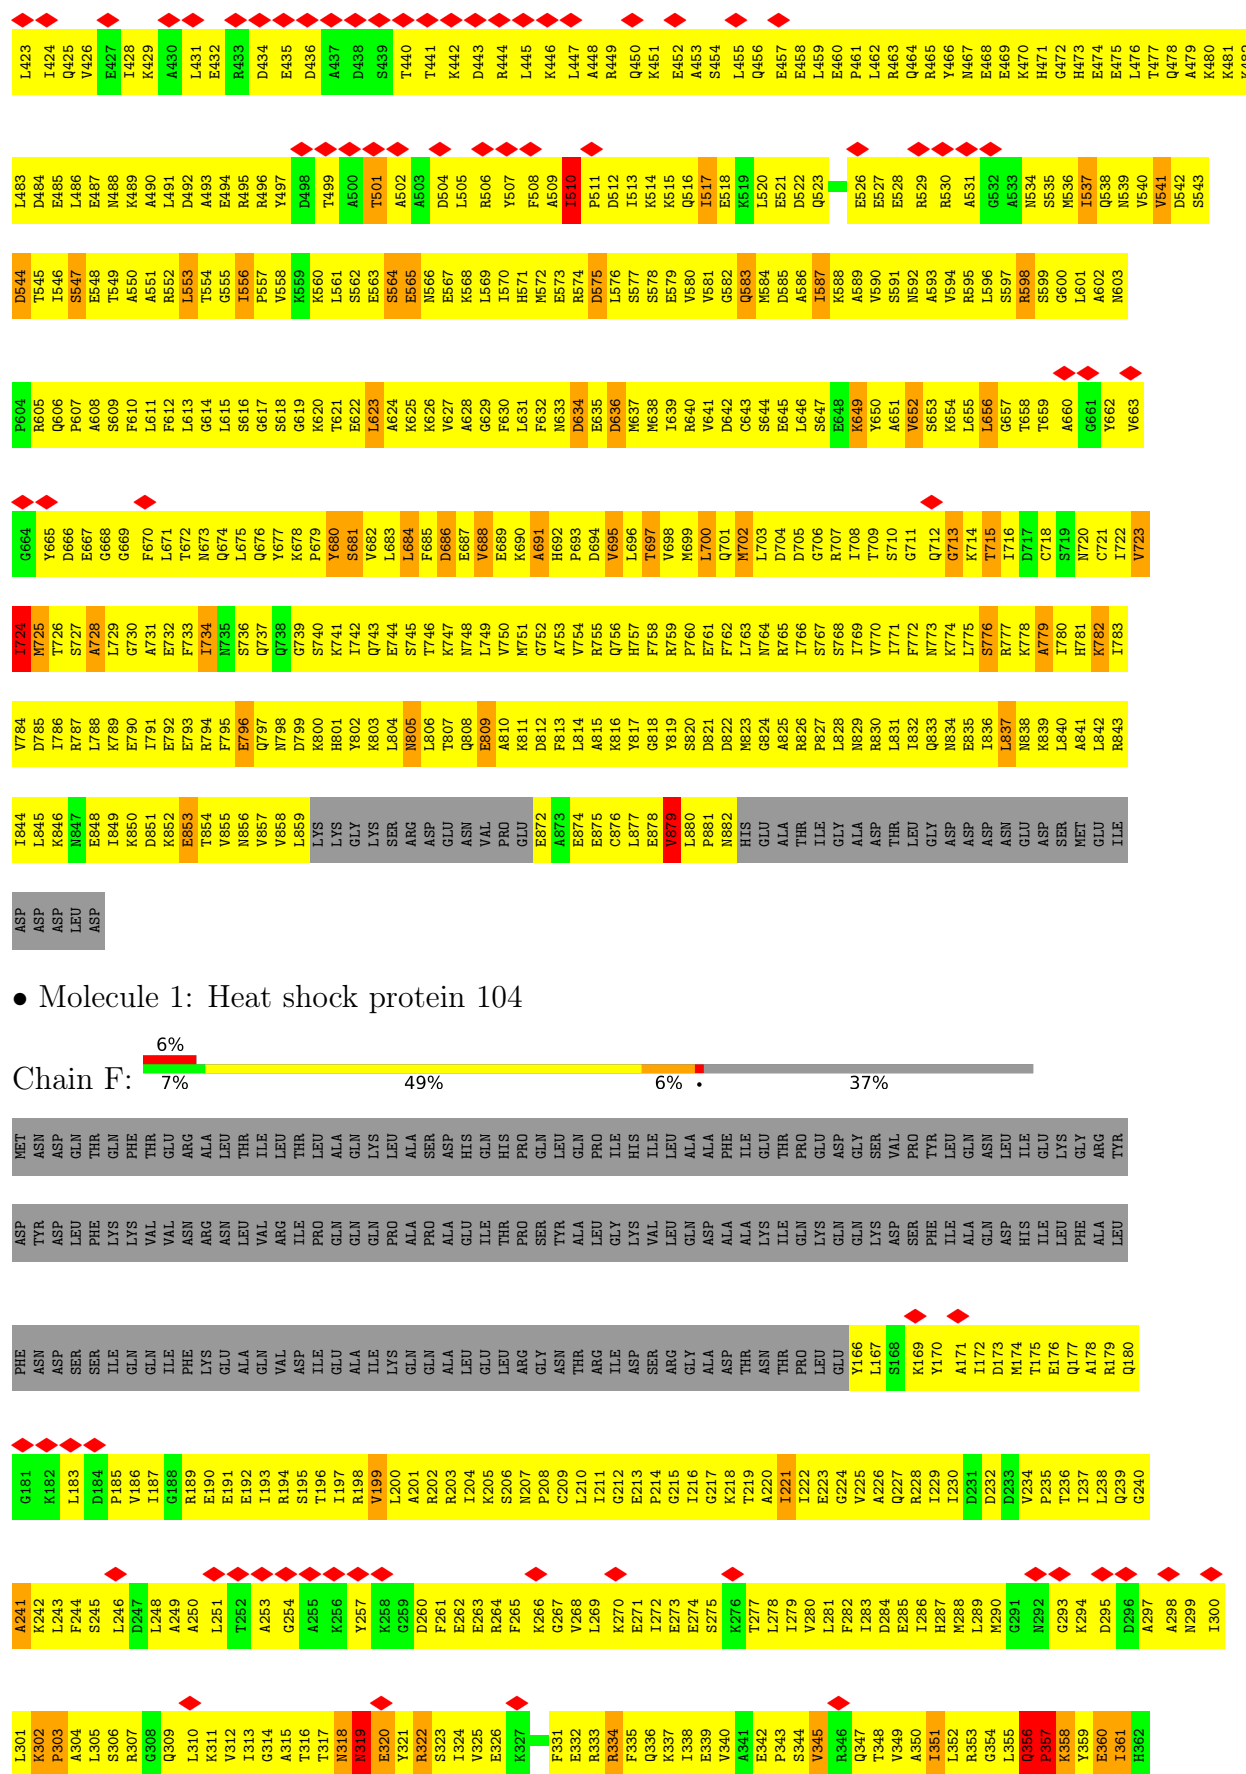 L423 I424 Q425 V426 E427 I428 K429 A430 L431 E432 R433 D434 E435 D436 A437 D438 S439 T440 T441 K442 D443 R444 L445 K446 L447 A448 R449 Q450 K451 E452 A453 S454 L455 Q456 E457 E458 L459 E460 P461 L462 R463 Q464 R465 Y466 N467 E468 E469 K470 H471 G472 H473 E474 E475 L476 T477 Q478 A479 K480 K481 K482
L483 D484 E485 L486 E487 N488 K489 A490 L491 D492 A493 E494 R495 R496 Y497 D498 T499 A500 T501 A502 A503 D504 L505 R506 Y507 F508 A509 I510 P511 D512 I513 K514 K515 Q516 I517 E518 K519 L520 E521 D522 Q523 E526 E527 E528 R529 R530 A531 G532 A533 N534 S535 M536 I537 Q538 N539 V540 V541 D542 S543
D544 T545 I546 S547 E548 T549 A550 A551 R552 L553 T554 G555 I556 P557 V558 K559 K560 L561 S562 E563 S564 E565 N566 E567 K568 L569 I570 H571 M572 E573 R574 D575 L576 S577 S578 E579 V580 V581 G582 Q583 M584 D585 A586 I587 K588 A589 V590 S591 N592 A593 V594 R595 L596 S597 R598 S599 G600 L601 A602 N603
P604 R605 Q606 P607 A608 S609 F610 L611 F612 L613 G614 L615 S616 G617 S618 G619 K620 T621 E622 L623 A624 K625 K626 V627 A628 G629 F630 L631 F632 N633 D634 E635 D636 M637 M638 I639 R640 V641 D642 C643 S644 E645 L646 S647 E648 K649 Y650 A651 V652 S653 K654 L655 L656 G657 T658 T659 A660 G661 Y662 V663
G664 Y665 D666 E667 G668 G669 F670 L671 T672 N673 Q674 L675 Q676 Y677 K678 P679 Y680 S681 V682 L683 L684 F685 D686 E687 V688 E689 K690 A691 H692 P693 D694 V695 L696 T697 V698 M699 L700 Q701 M702 L703 D704 D705 G706 R707 I708 T709 S710 G711 Q712 G713 K714 T715 I716 D717 C718 S719 N720 C721 I722 V723
I724 M725 T726 S727 A728 L729 G730 A731 E732 F733 I734 N735 S736 Q737 Q738 G739 S740 K741 I742 Q743 E744 S745 T746 K747 N748 L749 V750 M751 G752 A753 V754 R755 Q756 H757 F758 R759 P760 E761 F762 L763 N764 R765 I766 S767 S768 I769 V770 I771 F772 N773 K774 L775 S776 R777 K778 A779 I780 H781 K782 I783
V784 D785 I786 R787 L788 K789 E790 I791 E792 E793 R794 F795 E796 Q797 N798 D799 K800 H801 Y802 K803 L804 N805 L806 T807 Q808 E809 A810 K811 D812 F813 L814 A815 K816 Y817 G818 Y819 S820 D821 D822 M823 G824 A825 R826 P827 L828 N829 R830 L831 I832 Q833 N834 E835 I836 L837 N838 K839 L840 A841 L842 R843
I844 L845 K846 N847 E848 I849 K850 D851 K852 E853 T854 V855 N856 V857 V858 L859 LYS LYS GLY LYS SER ARG ASP GLU ASN VAL PRO GLU E872 A873 E874 E875 C876 L877 E878 V879 L880 P881 N882 HIS GLU ALA THR ILE GLY ALA ASP THR LEU GLY ASP ASP ASP ASN GLU ASP SER MET GLU ILE
ASP ASP ASP LEU ASP
• Molecule 1: Heat shock protein 104
6%
Chain F: 7% 49% 6% • 37%
MET ASN ASP GLN THR GLN PHE THR GLU ARG ALA LEU THR ILE LEU THR LEU ALA GLN LYS LEU ALA SER ASP HIS GLN HIS PRO GLN LEU GLN PRO ILE HIS ILE LEU ALA ALA PHE ILE GLU THR PRO GLU ASP GLY SER VAL PRO TYR LEU GLN ASN LEU ILE GLU LYS GLY ARG TYR
ASP TYR ASP LEU PHE LYS LYS VAL VAL ASN ARG ASN LEU VAL ARG ILE PRO GLN GLN GLN PRO ALA PRO ALA GLU ILE THR PRO SER TYR ALA LEU GLY LYS VAL LEU GLN ASP ALA ALA LYS ILE GLN LYS GLN GLN LYS ASP SER PHE ILE ALA GLN ASP HIS ILE LEU PHE ALA LEU
PHE ASN ASP SER SER ILE GLN GLN ILE PHE LYS GLU ALA GLN VAL ASP ILE GLU ALA ILE LYS GLN GLN ALA LEU GLU LEU ARG GLY ASN THR ARG ILE ASP SER ARG GLY ALA ASP THR ASN THR PRO LEU GLU Y166 L167 S168 K169 Y170 A171 I172 D173 M174 T175 E176 Q177 A178 R179 Q180
G181 K182 L183 D184 P185 V186 I187 G188 R189 E190 E191 E192 I193 R194 S195 T196 I197 R198 V199 L200 A201 R202 R203 I204 K205 S206 N207 P208 C209 L210 I211 G212 E213 P214 G215 I216 G217 K218 T219 A220 I221 I222 E223 G224 V225 A226 Q227 R228 I229 I230 D231 D232 D233 V234 P235 T236 I237 L238 Q239 G240
A241 K242 L243 F244 S245 L246 D247 L248 A249 A250 L251 T252 A253 G254 A255 K256 Y257 K258 G259 D260 F261 E262 E263 R264 F265 K266 G267 V268 L269 K270 E271 I272 E273 E274 S275 K276 T277 L278 I279 V280 L281 F282 I283 D284 E285 I286 H287 M288 L289 M290 G291 N292 G293 K294 D295 D296 A297 A298 N299 I300
L301 K302 P303 A304 L305 S306 R307 G308 Q309 L310 K311 V312 I313 G314 A315 T316 T317 N318 N319 E320 Y321 R322 S323 I324 V325 E326 K327 F331 E332 R333 R334 F335 Q336 K337 I338 E339 V340 A341 E342 P343 S344 V345 R346 Q347 T348 V349 A350 I351 L352 R353 G354 L355 Q356 P357 K358 Y359 E360 I361 H362